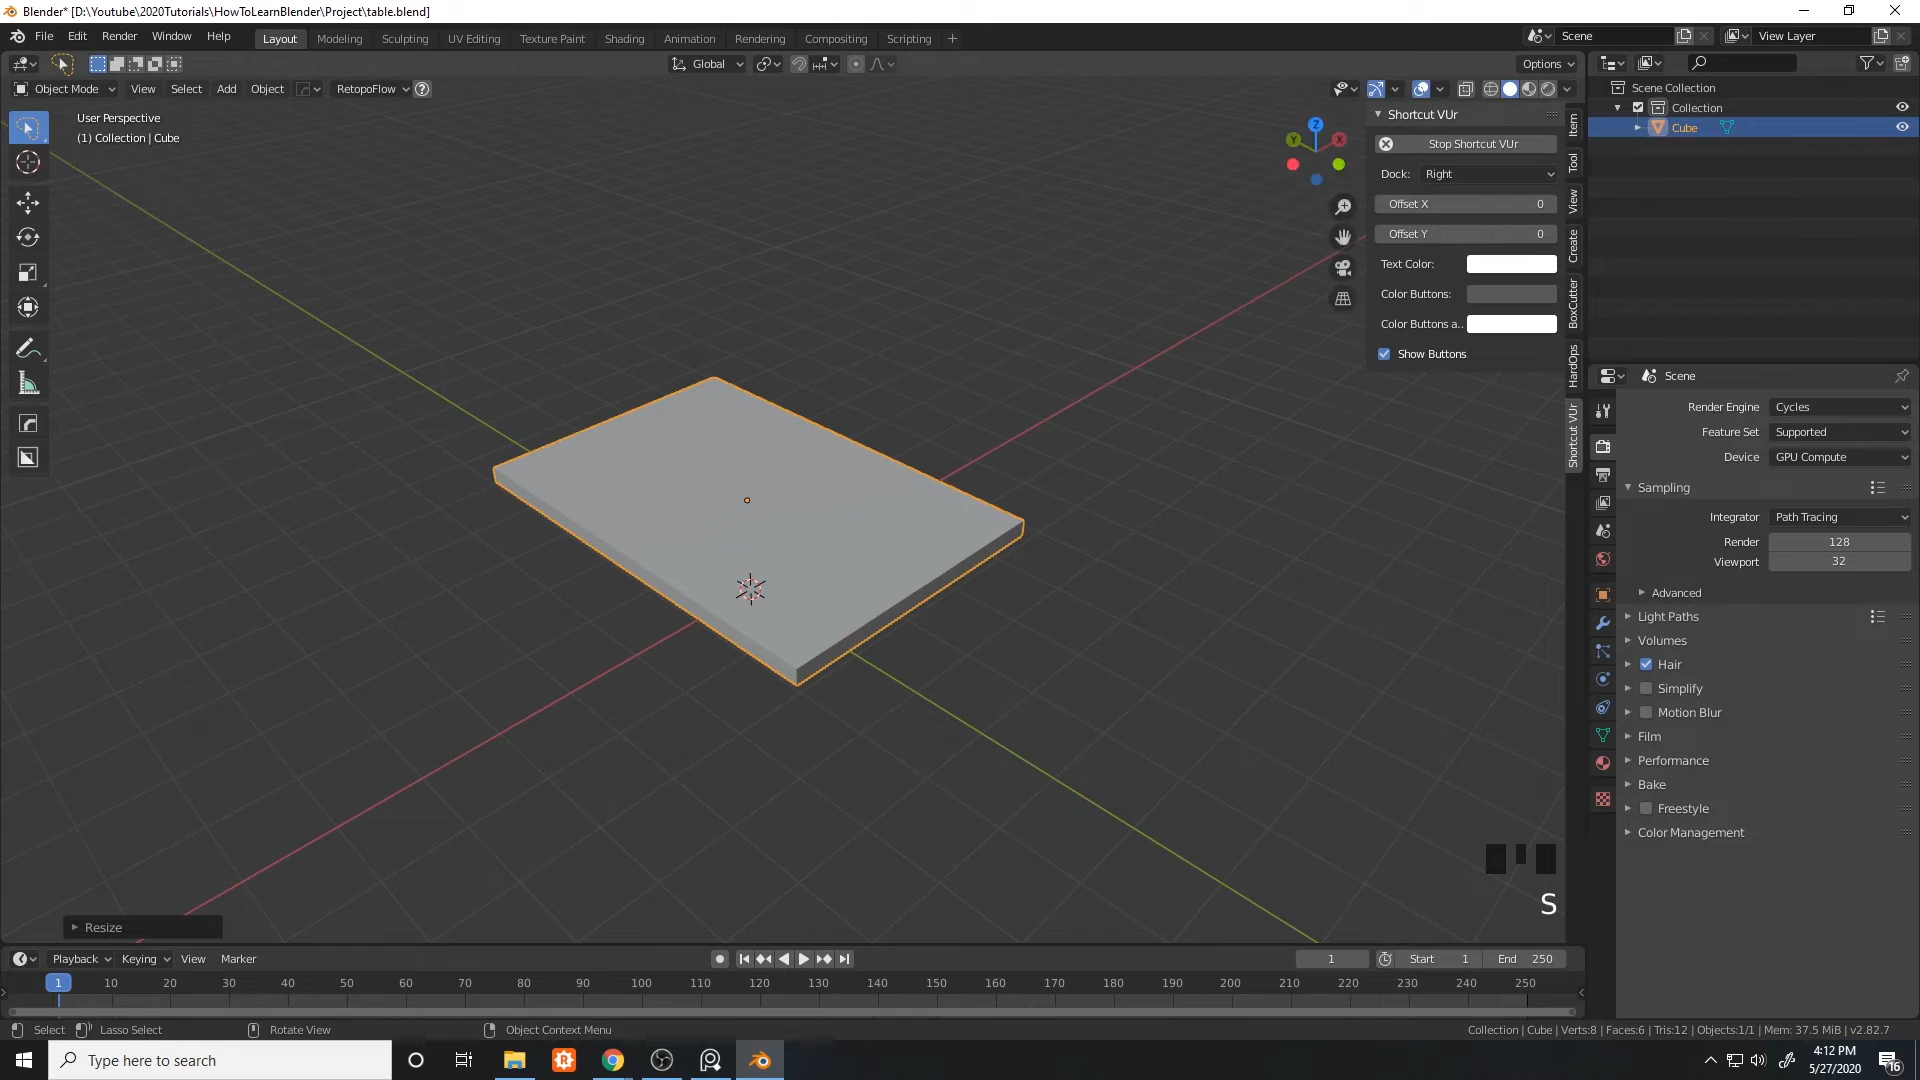 Blender* [D:\Youtube\2020Tutorials\HowToLearnBlender\Project\table.blend]
File Edit Render Window Help Layout Modeling Sculpting UV Editing Texture Paint Shading Animation Rendering Compositing Scripting + Scene View Layer
Global Options
Object Mode View Select Add Object RetopoFlow ?
User Perspective
(1) Collection | Cube
X
Y
Z
Shortcut VUr
Stop Shortcut VUr
Dock: Right
Offset X 0
Offset Y 0
Text Color:
Color Buttons:
Color Buttons a..
Show Buttons
Item
Tool
View
Create
BoxCutter
HardOps
Shortcut VUr
Scene Collection
Collection
Cube
Scene
Render Engine Cycles
Feature Set Supported
Device GPU Compute
Sampling
Integrator Path Tracing
Render 128
Viewport 32
Advanced
Light Paths
Volumes
Hair
Simplify
Motion Blur
Film
Performance
Bake
Freestyle
Color Management
S
Resize
Playback Keying View Marker 1 Start 1 End 250
1 10 20 30 40 50 60 70 80 90 100 110 120 130 140 150 160 170 180 190 200 210 220 230 240 250
Select Lasso Select Rotate View Object Context Menu Collection | Cube | Verts:8 | Faces:6 | Tris:12 | Objects:1/1 | Mem: 37.5 MiB | v2.82.7
Type here to search
4:12 PM
5/27/2020
16